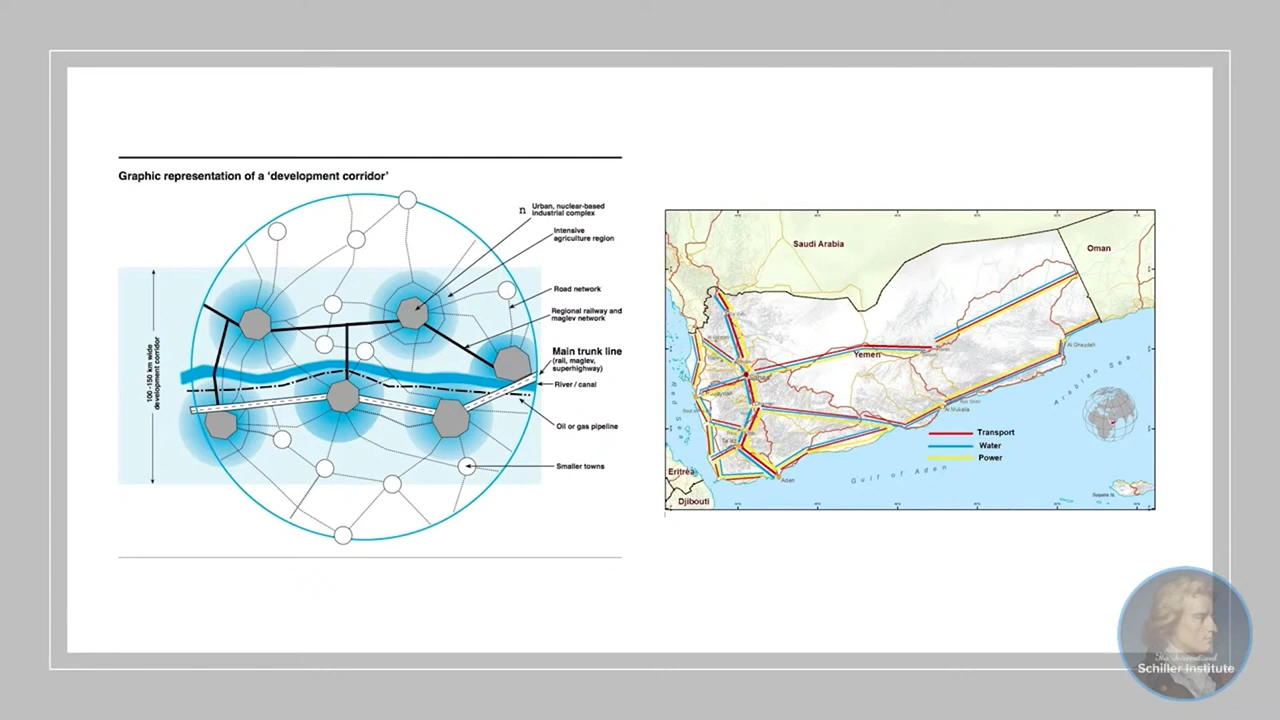 Graphic representation of a ‘development corridor’
n
Urban, nuclear-based
industrial complex
Intensive
agriculture region
Road network
Regional railway and
maglev network
Main trunk line
(rail, maglev,
superhighway)
River / canal
Oil or gas pipeline
Smaller towns
100-150 km wide
development corridor
Saudi Arabia
Oman
Yemen
Al Ghaydah
Al Mukalla
Aden
Eritrea
Djibouti
Arabian Sea
Gulf of Aden
Transport
Water
Power
Schiller Institute